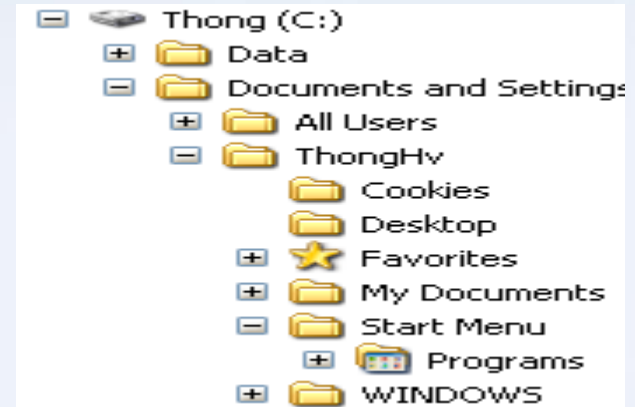 Thong (C:)
Data
Documents and Settings
All Users
ThongHv
Cookies
Desktop
Favorites
My Documents
Start Menu
Programs
WINDOWS